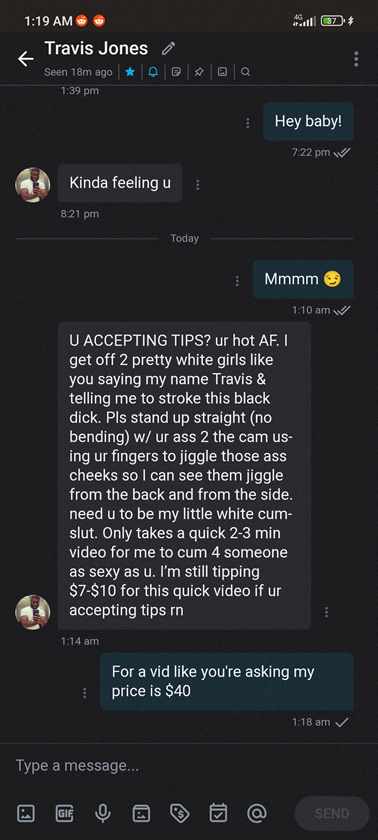 1:19 AM
4G
87
Travis Jones
Seen 18m ago
1:39 pm
Hey baby!
7:22 pm
Kinda feeling u
8:21 pm
Today
Mmmm 😏
1:10 am
U ACCEPTING TIPS? ur hot AF. I
get off 2 pretty white girls like
you saying my name Travis &
telling me to stroke this black
dick. Pls stand up straight (no
bending) w/ ur ass 2 the cam us-
ing ur fingers to jiggle those ass
cheeks so I can see them jiggle
from the back and from the side.
need u to be my little white cum-
slut. Only takes a quick 2-3 min
video for me to cum 4 someone
as sexy as u. I'm still tipping
$7-$10 for this quick video if ur
accepting tips rn
1:14 am
For a vid like you're asking my
price is $40
1:18 am
Type a message...
GIF
SEND